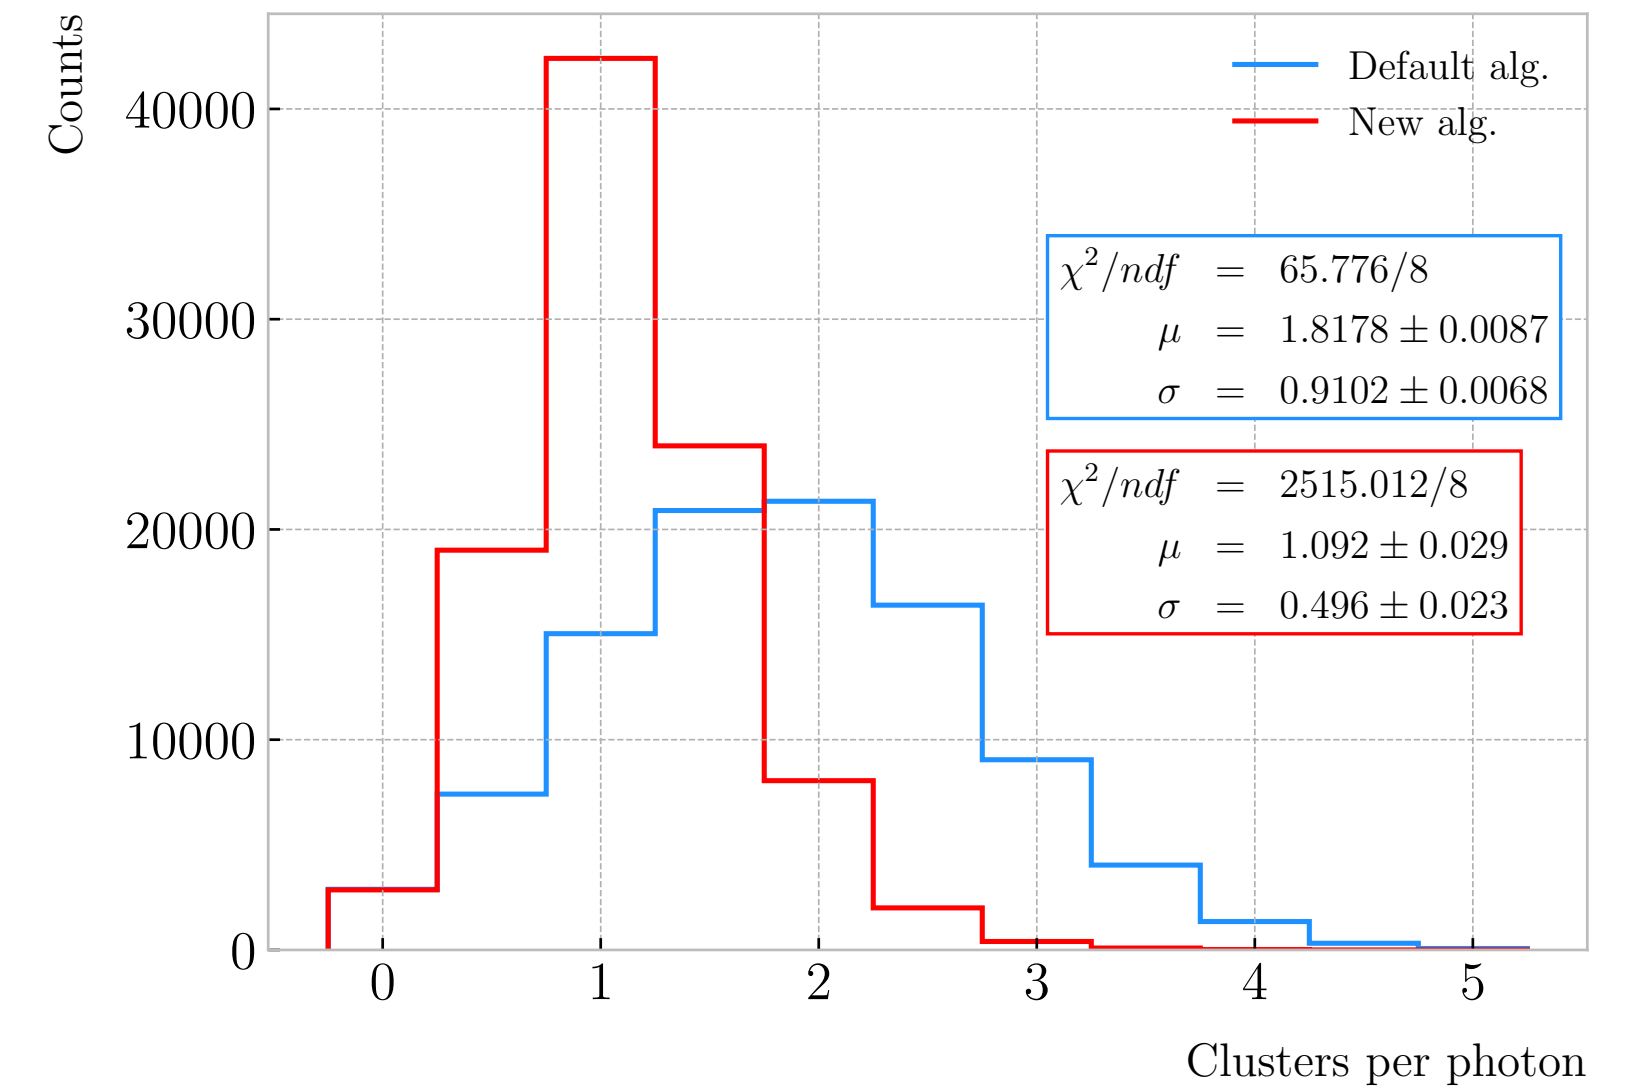 Counts
40000
30000
20000
10000
0
0 1 2 3 4 5
Clusters per photon
Default alg.
New alg.
χ²/ndf = 65.776/8
μ = 1.8178 ± 0.0087
σ = 0.9102 ± 0.0068
χ²/ndf = 2515.012/8
μ = 1.092 ± 0.029
σ = 0.496 ± 0.023